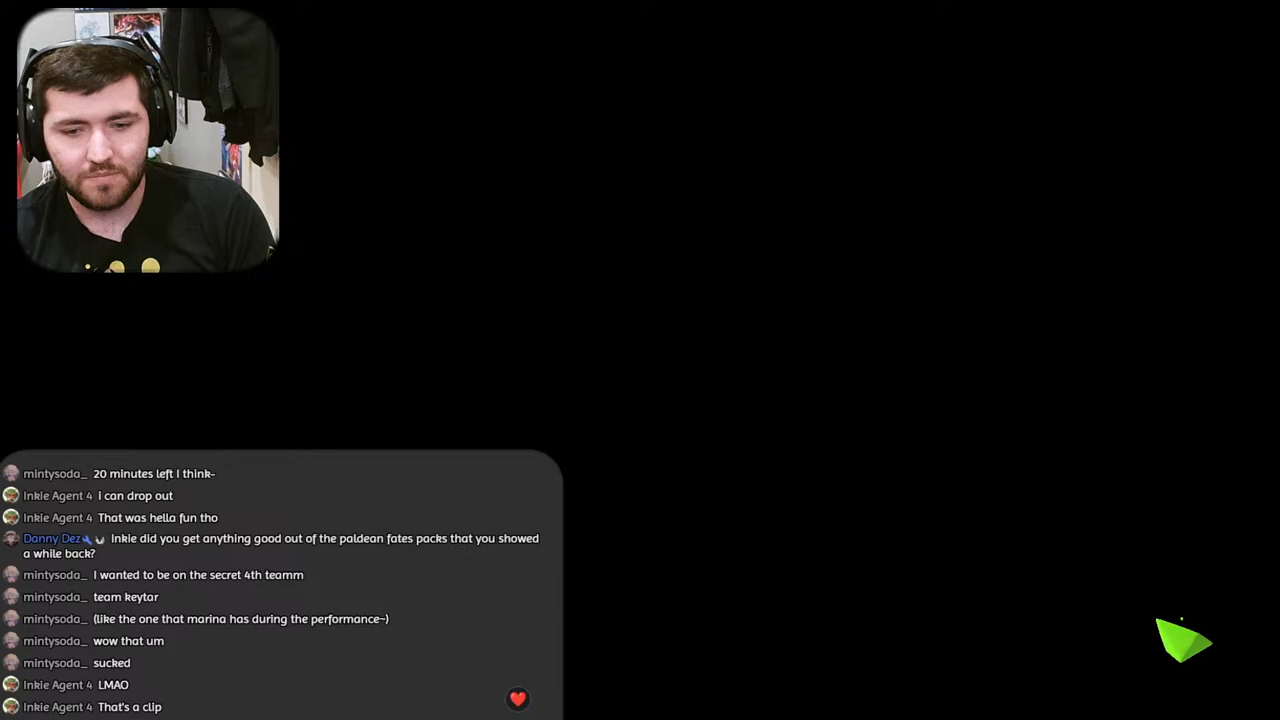 mintysoda_ 20 minutes left I think-
Inkie Agent 4 i can drop out
Inkie Agent 4 That was hella fun tho
Danny Dez Inkie did you get anything good out of the paldean fates packs that you showed
a while back?
mintysoda_ I wanted to be on the secret 4th teamm
mintysoda_ team keytar
mintysoda_ (like the one that marina has during the performance~)
mintysoda_ wow that um
mintysoda_ sucked
Inkie Agent 4 LMAO
Inkie Agent 4 That's a clip